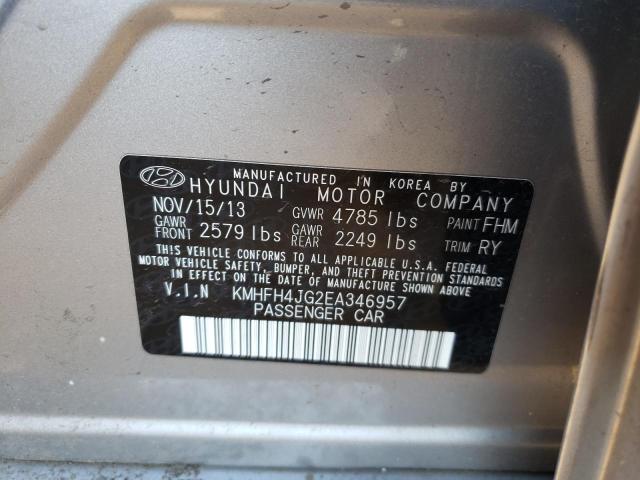 MANUFACTURED IN KOREA BY
HYUNDAI MOTOR COMPANY
NOV/15/13 GVWR 4785 lbs PAINT FHM
GAWR FRONT 2579 lbs GAWR REAR 2249 lbs TRIM RY
THIS VEHICLE CONFORMS TO ALL APPLICABLE U.S.A. FEDERAL
MOTOR VEHICLE SAFETY, BUMPER, AND THEFT PREVENTION STANDARDS
IN EFFECT ON THE DATE OF MANUFACTURE SHOWN ABOVE.
V.I.N KMHFH4JG2EA346957
PASSENGER CAR